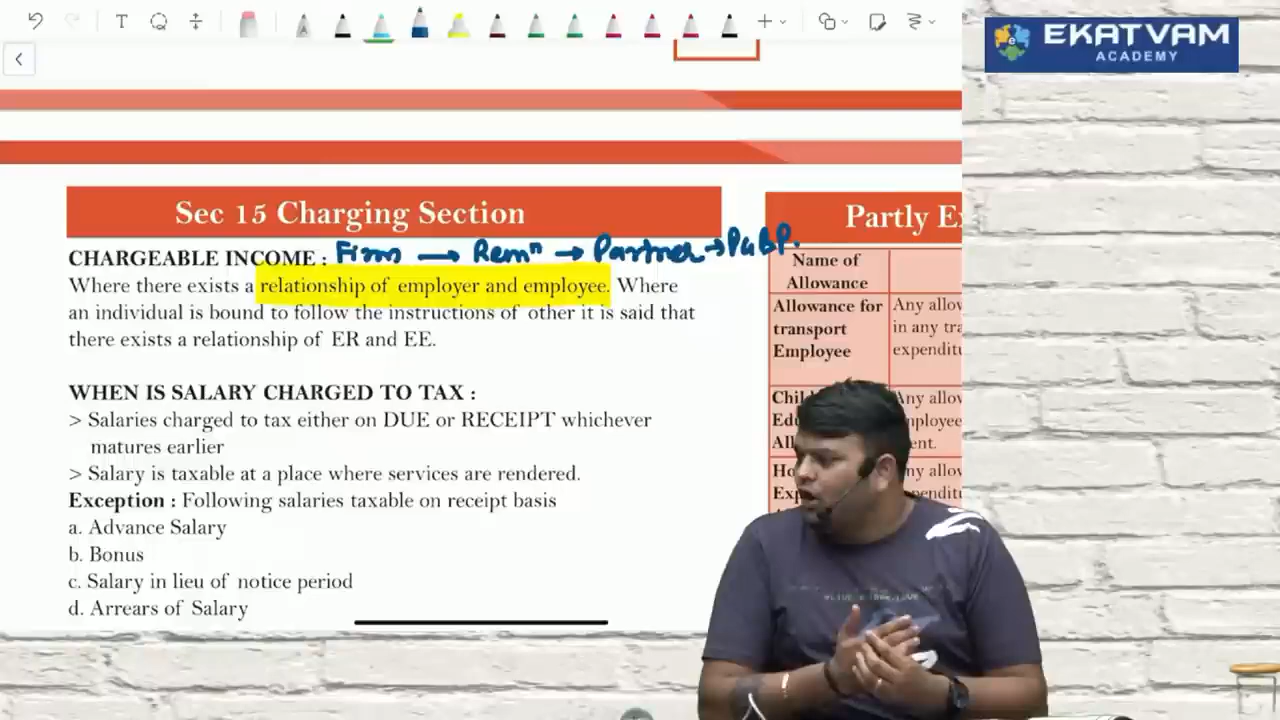 T
EKATVAM
ACADEMY
Sec 15 Charging Section
CHARGEABLE INCOME : Firm → Remⁿ → Partner → PGBP.
Where there exists a relationship of employer and employee. Where
an individual is bound to follow the instructions of other it is said that
there exists a relationship of ER and EE.
WHEN IS SALARY CHARGED TO TAX :
> Salaries charged to tax either on DUE or RECEIPT whichever
matures earlier
> Salary is taxable at a place where services are rendered.
Exception : Following salaries taxable on receipt basis
a. Advance Salary
b. Bonus
c. Salary in lieu of notice period
d. Arrears of Salary
Partly
Name of
Allowance
Allowance for
transport
Employee
Any
in any